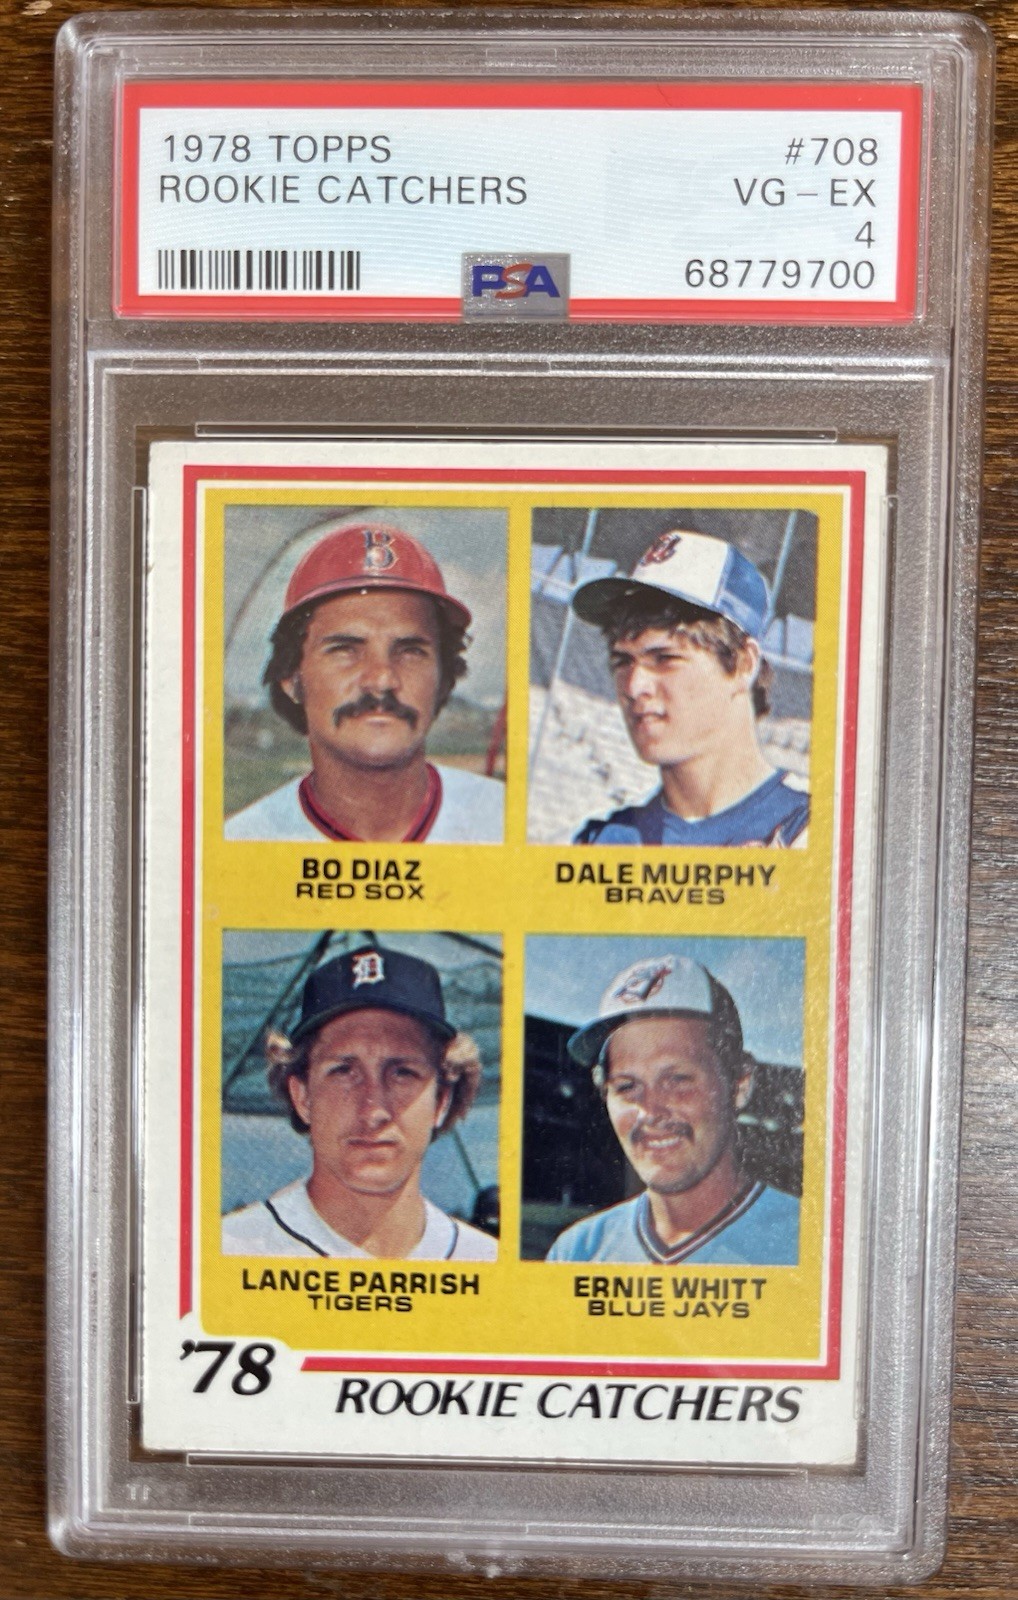 1978 TOPPS #708
ROOKIE CATCHERS VG - EX
4
PSA 68779700
B
D
BO DIAZ DALE MURPHY
RED SOX BRAVES
LANCE PARRISH ERNIE WHITT
TIGERS BLUE JAYS
'78
ROOKIE CATCHERS